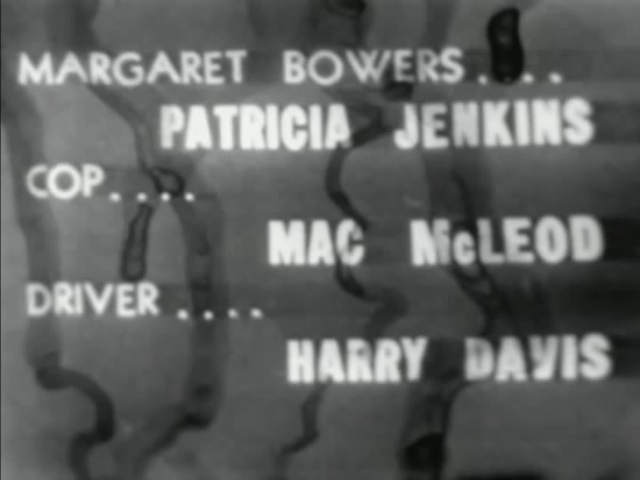 MARGARET BOWERS....
PATRICIA JENKINS
COP....
MAC McLEOD
DRIVER....
HARRY DAVIS